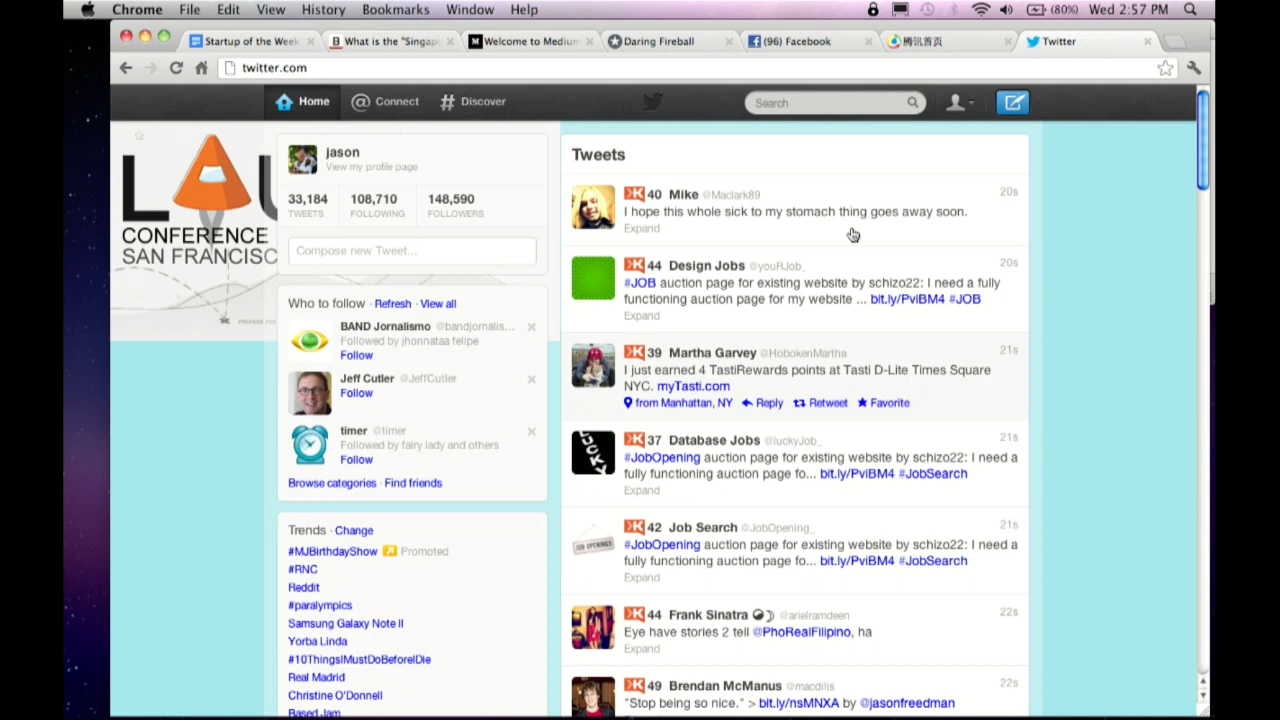 Chrome File Edit View History Bookmarks Window Help (80%) Wed 2:57 PM
Startup of the Week
What is the "Singap
Welcome to Medium
Daring Fireball
(96) Facebook
腾讯首页
Twitter
twitter.com
Home Connect Discover Search
L U
CONFERENCE
SAN FRANCISC
jason
View my profile page
33,184 108,710 148,590
TWEETS FOLLOWING FOLLOWERS
Compose new Tweet...
Who to follow · Refresh · View all
BAND Jornalismo @bandjornalis...
Followed by jhonnataa felipe
Follow
Jeff Cutler @JeffCutler
Follow
timer @timer
Followed by fairy lady and others
Follow
Browse categories · Find friends
Trends · Change
#MJBirthdayShow Promoted
#RNC
Reddit
#paralympics
Samsung Galaxy Note II
Yorba Linda
#10ThingsIMustDoBeforeIDie
Real Madrid
Christine O'Donnell
Based Jam
Tweets
K 40 Mike @Maclark89 20s
I hope this whole sick to my stomach thing goes away soon.
Expand
K 44 Design Jobs @youRJob_ 20s
#JOB auction page for existing website by schizo22: I need a fully
functioning auction page for my website ... bit.ly/PviBM4 #JOB
Expand
K 39 Martha Garvey @HobokenMartha 21s
I just earned 4 TastiRewards points at Tasti D-Lite Times Square
NYC. myTasti.com
from Manhattan, NY Reply Retweet Favorite
K 37 Database Jobs @luckyJob_ 21s
#JobOpening auction page for existing website by schizo22: I need a
fully functioning auction page fo... bit.ly/PviBM4 #JobSearch
Expand
LUCKY
K 42 Job Search @JobOpening_ 21s
#JobOpening auction page for existing website by schizo22: I need a
fully functioning auction page fo... bit.ly/PviBM4 #JobSearch
Expand
JOB OPENINGS
K 44 Frank Sinatra @arielramdeen 22s
Eye have stories 2 tell @PhoRealFilipino, ha
Expand
K 49 Brendan McManus @macdilis 22s
"Stop being so nice." > bit.ly/nsMNXA by @jasonfreedman